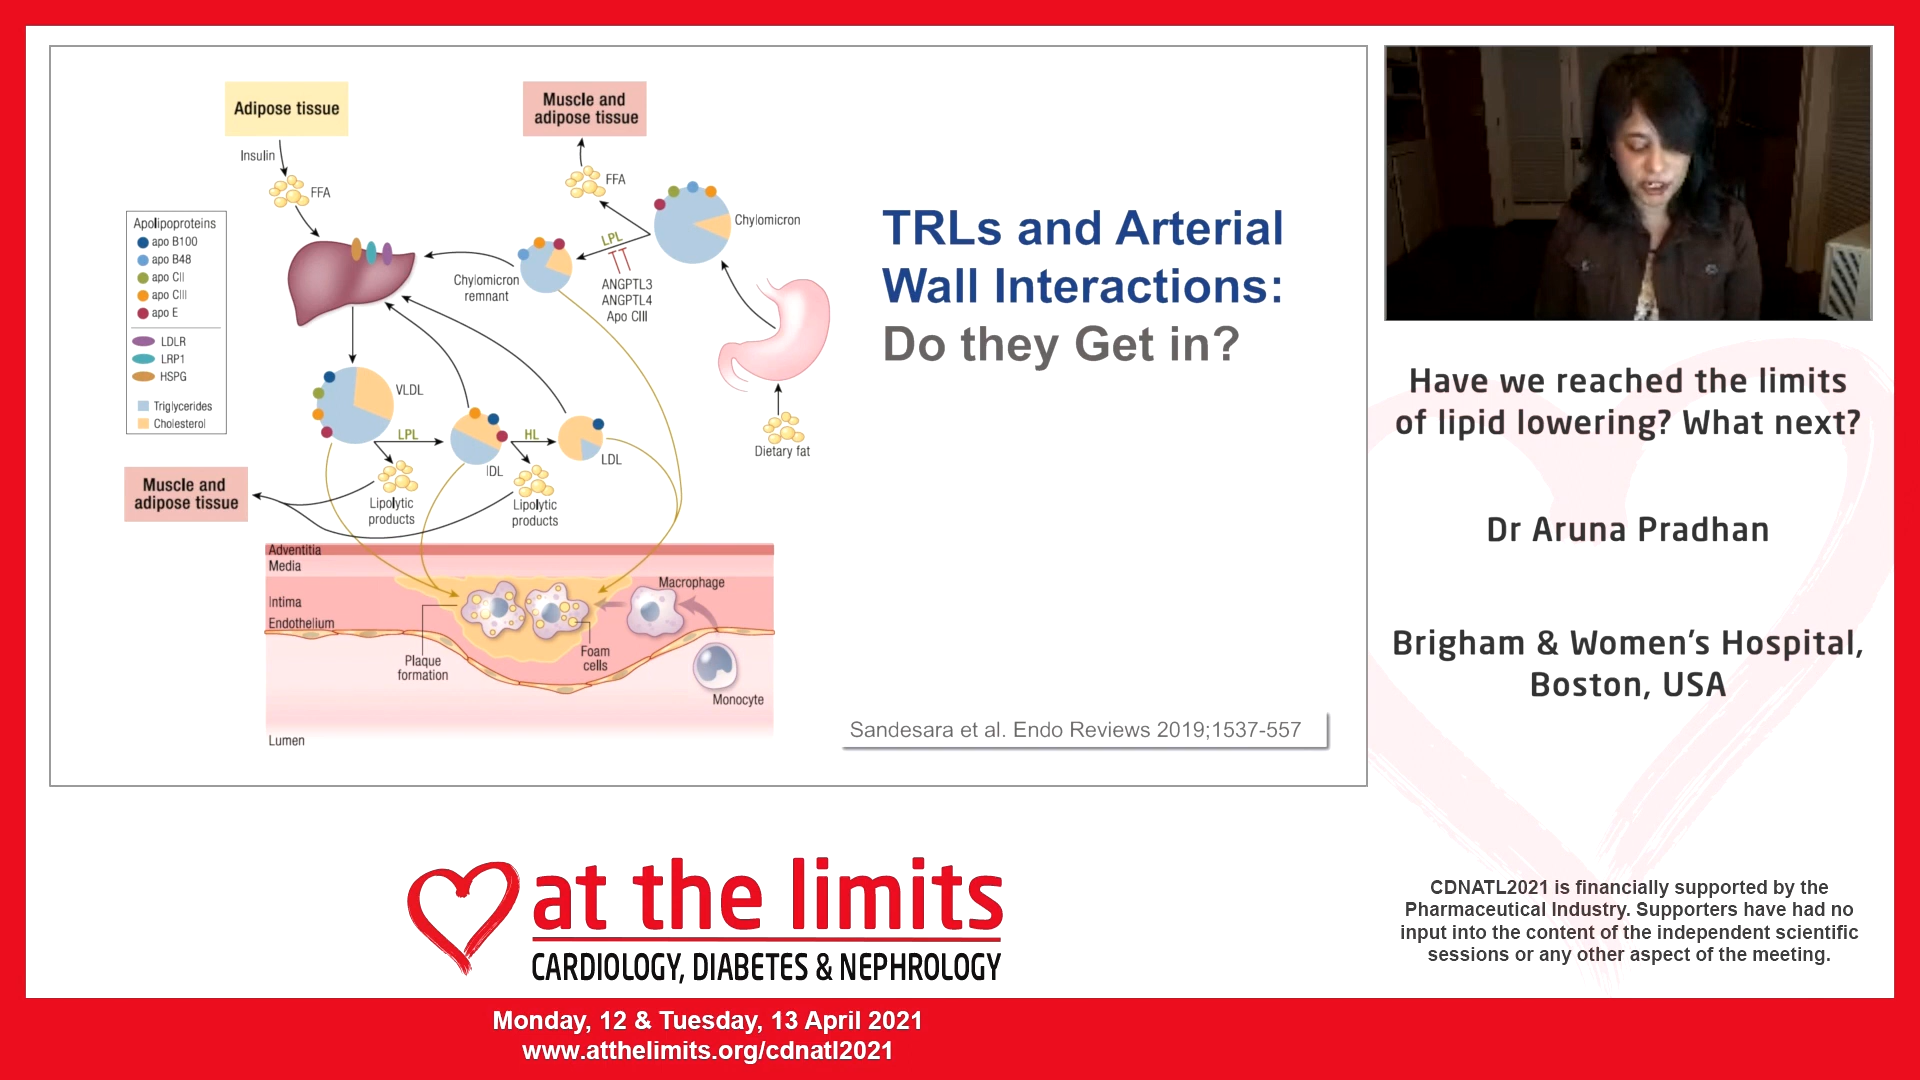 Adipose tissue
Muscle and
adipose tissue
Insulin
FFA
FFA
Chylomicron
LPL
Apolipoproteins
apo B100
apo B48
apo CII
apo CIII
apo E
LDLR
LRP1
HSPG
Triglycerides
Cholesterol
Chylomicron
remnant
ANGPTL3
ANGPTL4
Apo CIII
VLDL
LPL
HL
IDL
LDL
Dietary fat
Muscle and
adipose tissue
Lipolytic
products
Lipolytic
products
Adventitia
Media
Intima
Endothelium
Macrophage
Plaque
formation
Foam
cells
Monocyte
Lumen
TRLs and Arterial
Wall Interactions:
Do they Get in?
Sandesara et al. Endo Reviews 2019;1537-557
Have we reached the limits
of lipid lowering? What next?
Dr Aruna Pradhan
Brigham & Women's Hospital,
Boston, USA
at the limits
CARDIOLOGY, DIABETES & NEPHROLOGY
CDNATL2021 is financially supported by the
Pharmaceutical Industry. Supporters have had no
input into the content of the independent scientific
sessions or any other aspect of the meeting.
Monday, 12 & Tuesday, 13 April 2021
www.atthelimits.org/cdnatl2021